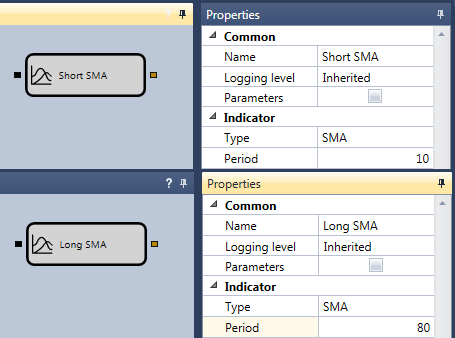 Properties
Common
Short SMA
Name Short SMA
Logging level Inherited
Parameters
Indicator
Type SMA
Period 10
? Properties
Common
Long SMA
Name Long SMA
Logging level Inherited
Parameters
Indicator
Type SMA
Period 80